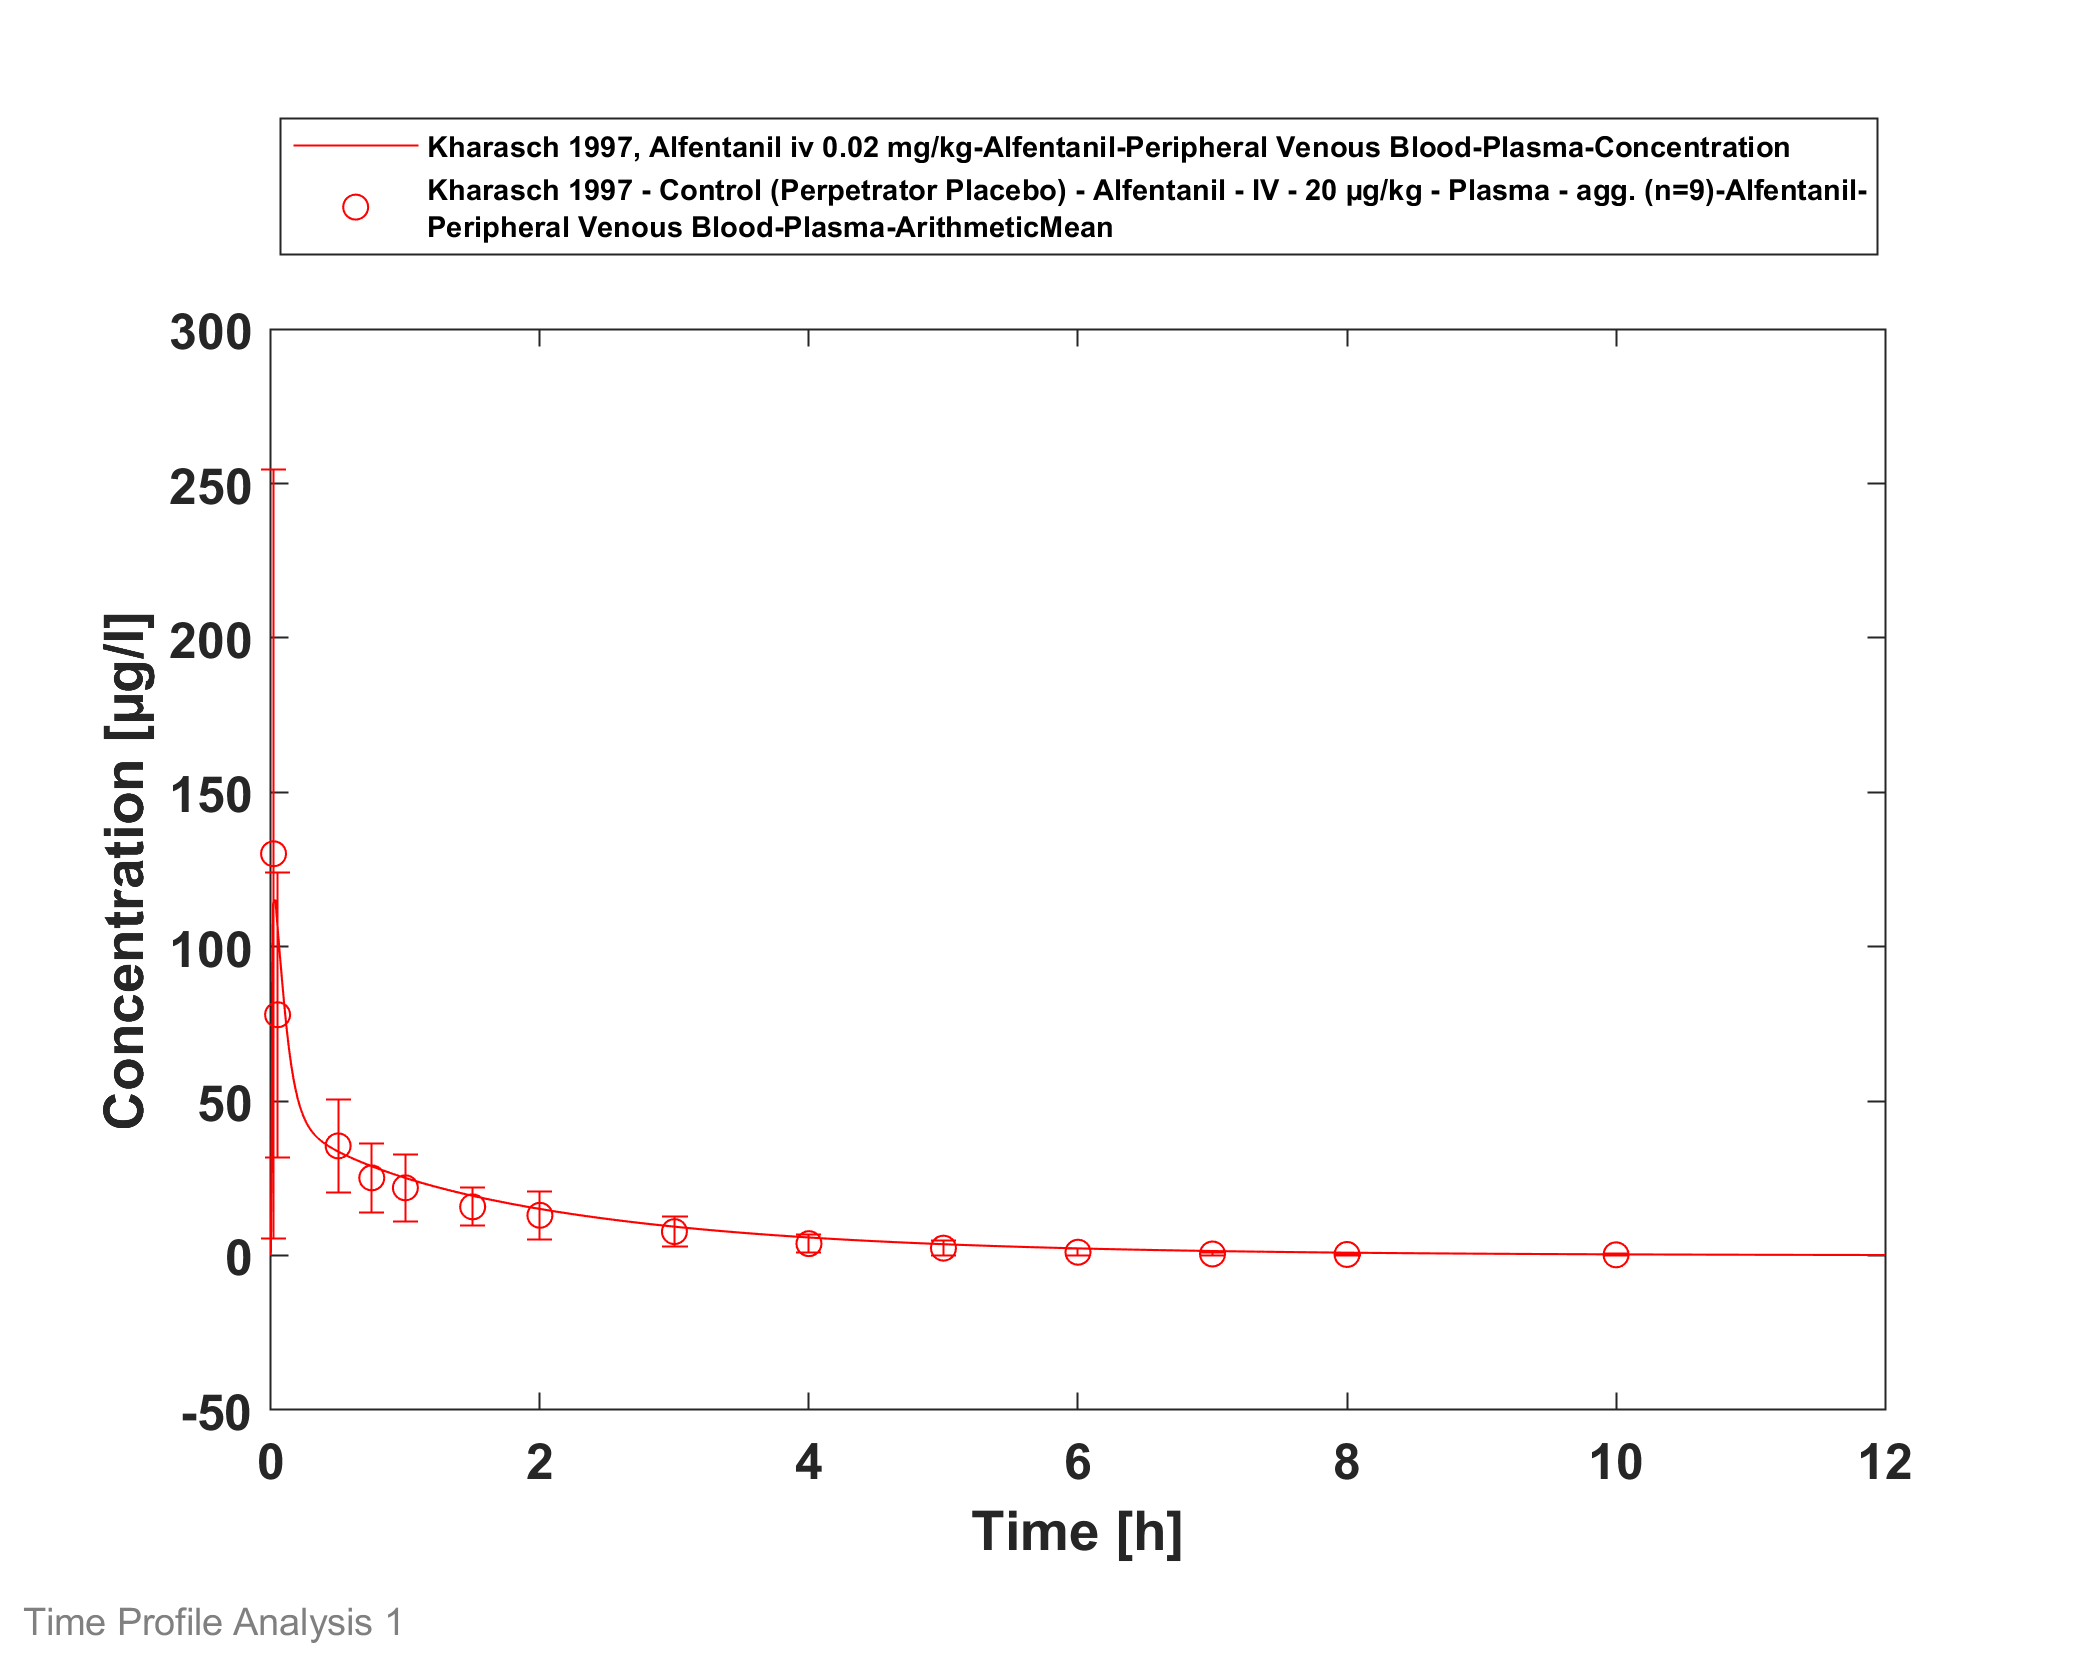 Kharasch 1997, Alfentanil iv 0.02 mg/kg-Alfentanil-Peripheral Venous Blood-Plasma-Concentration
Kharasch 1997 - Control (Perpetrator Placebo) - Alfentanil - IV - 20 µg/kg - Plasma - agg. (n=9)-Alfentanil-
Peripheral Venous Blood-Plasma-ArithmeticMean
300
250
200
150
100
50
0
-50
Concentration [µg/l]
0 2 4 6 8 10 12
Time [h]
Time Profile Analysis 1